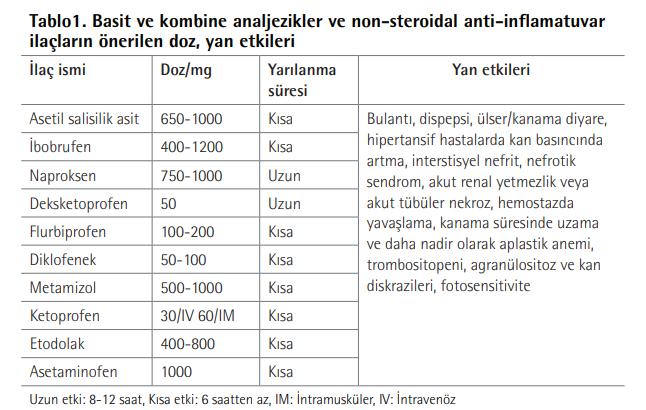 Tablo1. Basit ve kombine analjezikler ve non-steroidal anti-inflamatuvar
ilaçların önerilen doz, yan etkileri
İlaç ismi Doz/mg Yarılanma süresi Yan etkileri
Asetil salisilik asit 650-1000 Kısa
İbobrufen 400-1200 Kısa
Naproksen 750-1000 Uzun
Deksketoprofen 50 Uzun
Flurbiprofen 100-200 Kısa
Diklofenek 50-100 Kısa
Metamizol 500-1000 Kısa
Ketoprofen 30/IV 60/IM Kısa
Etodolak 400-800 Kısa
Asetaminofen 1000 Kısa
Bulantı, dispepsi, ülser/kanama diyare,
hipertansif hastalarda kan basıncında
artma, interstisyel nefrit, nefrotik
sendrom, akut renal yetmezlik veya
akut tübüler nekroz, hemostazda
yavaşlama, kanama süresinde uzama
ve daha nadir olarak aplastik anemi,
trombositopeni, agranülositoz ve kan
diskrazileri, fotosensitivite
Uzun etki: 8-12 saat, Kısa etki: 6 saatten az, IM: İntramusküler, IV: İntravenöz